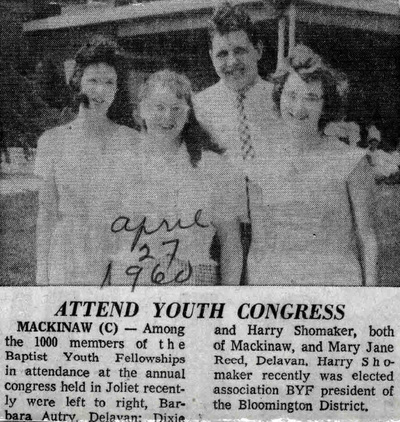 april
27
1960
ATTEND YOUTH CONGRESS
MACKINAW (C) — Among
the 1000 members of the
Baptist Youth Fellowships
in attendance at the annual
congress held in Joliet recent-
ly were left to right, Bar-
bara Autry, Delavan; Dixie
and Harry Shomaker, both
of Mackinaw, and Mary Jane
Reed, Delavan. Harry Sho-
maker recently was elected
association BYF president of
the Bloomington District.